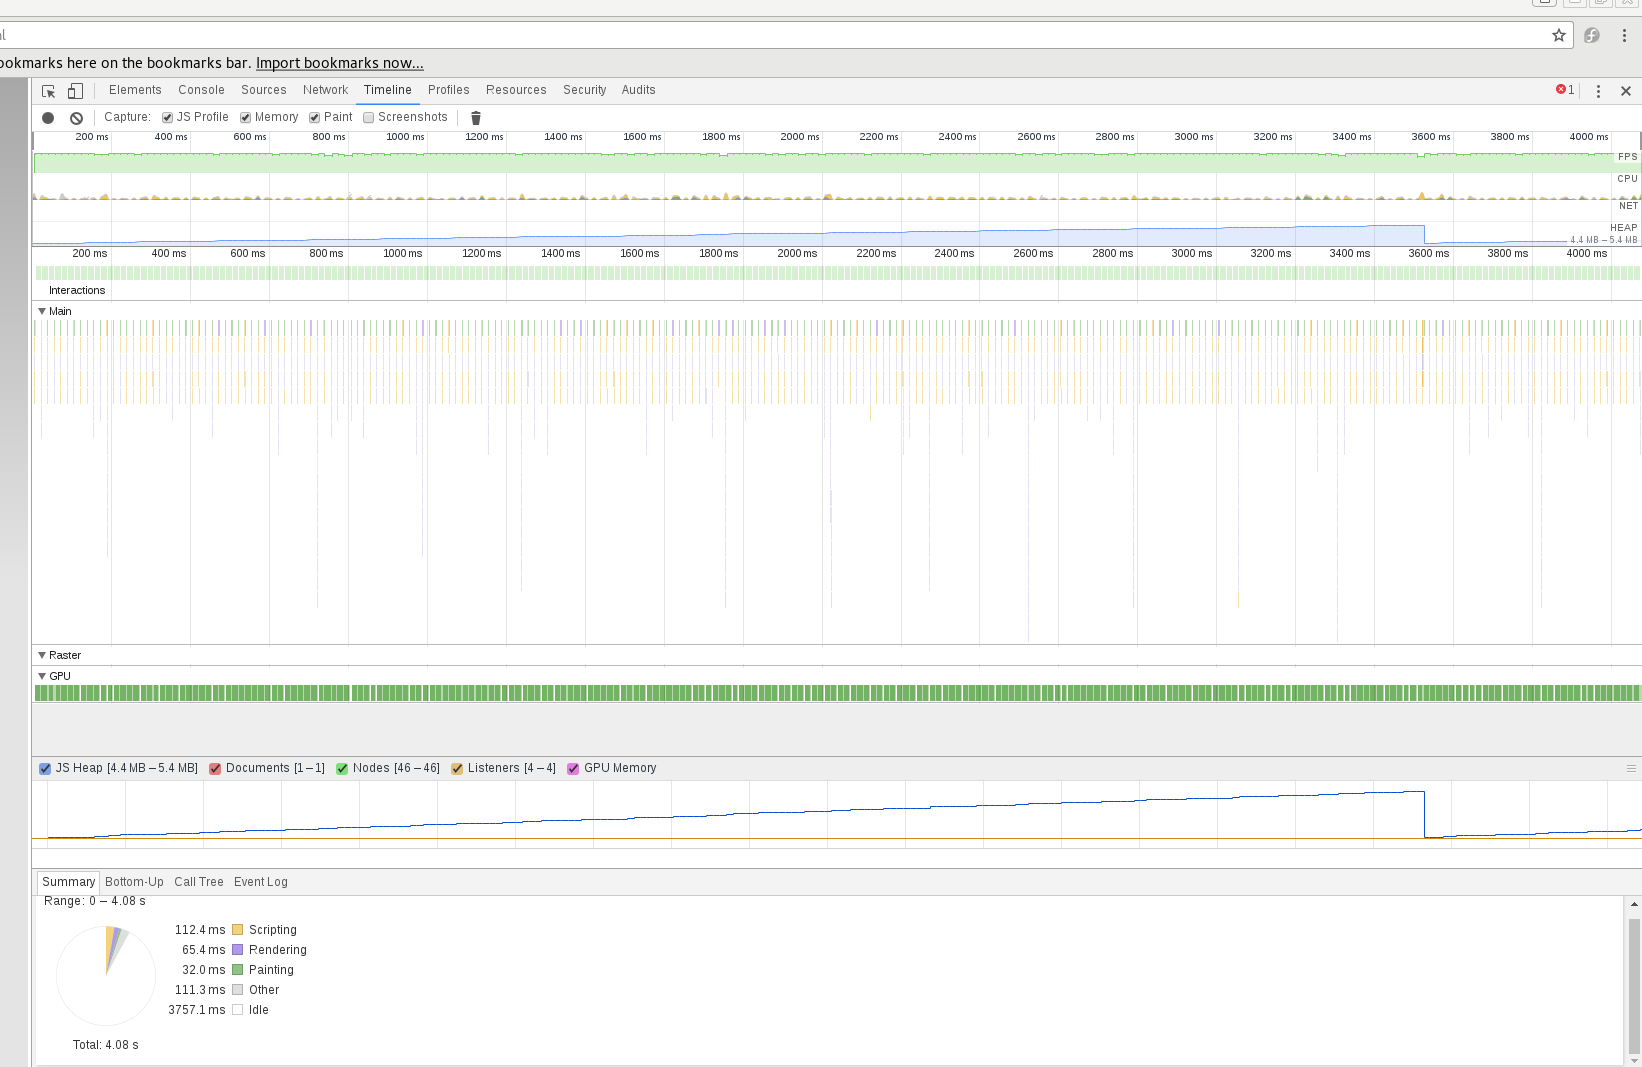 al
ookmarks here on the bookmarks bar. Import bookmarks now...
Elements Console Sources Network Timeline Profiles Resources Security Audits 1
Capture: JS Profile Memory Paint Screenshots
200 ms 400 ms 600 ms 800 ms 1000 ms 1200 ms 1400 ms 1600 ms 1800 ms 2000 ms 2200 ms 2400 ms 2600 ms 2800 ms 3000 ms 3200 ms 3400 ms 3600 ms 3800 ms 4000 ms
FPS
CPU
NET
HEAP
4.4 MB – 5.4 MB
200 ms 400 ms 600 ms 800 ms 1000 ms 1200 ms 1400 ms 1600 ms 1800 ms 2000 ms 2200 ms 2400 ms 2600 ms 2800 ms 3000 ms 3200 ms 3400 ms 3600 ms 3800 ms 4000 ms
Interactions
Main
Raster
GPU
JS Heap [4.4 MB – 5.4 MB] Documents [1 – 1] Nodes [46 – 46] Listeners [4 – 4] GPU Memory
Summary Bottom-Up Call Tree Event Log
Range: 0 – 4.08 s
112.4 ms Scripting
65.4 ms Rendering
32.0 ms Painting
111.3 ms Other
3757.1 ms Idle
Total: 4.08 s